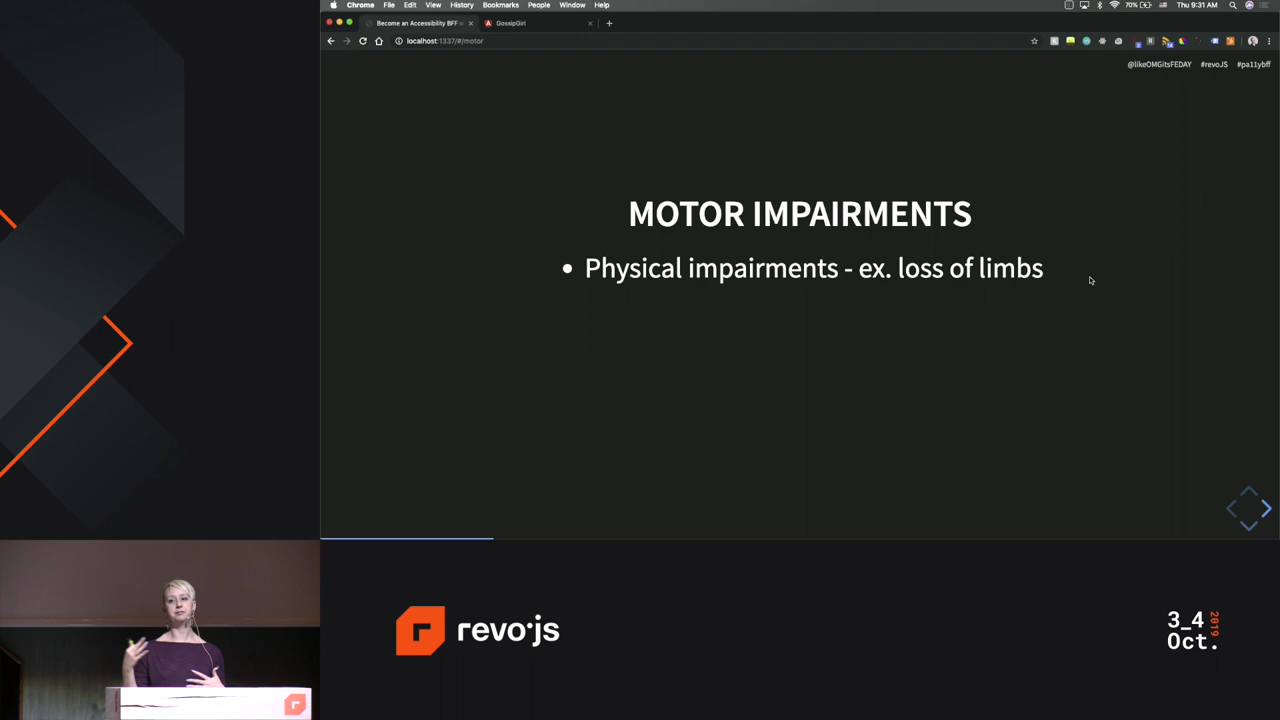 Chrome File Edit View History Bookmarks People Window Help 70% Thu 9:31 AM
Become an Accessibility BFF GossipGirl
localhost:1337/#/motor
@likeOMGitsFEDAY #revoJS #pa11ybff
MOTOR IMPAIRMENTS
• Physical impairments - ex. loss of limbs
r revo·js
3_4 2019
Oct.
r